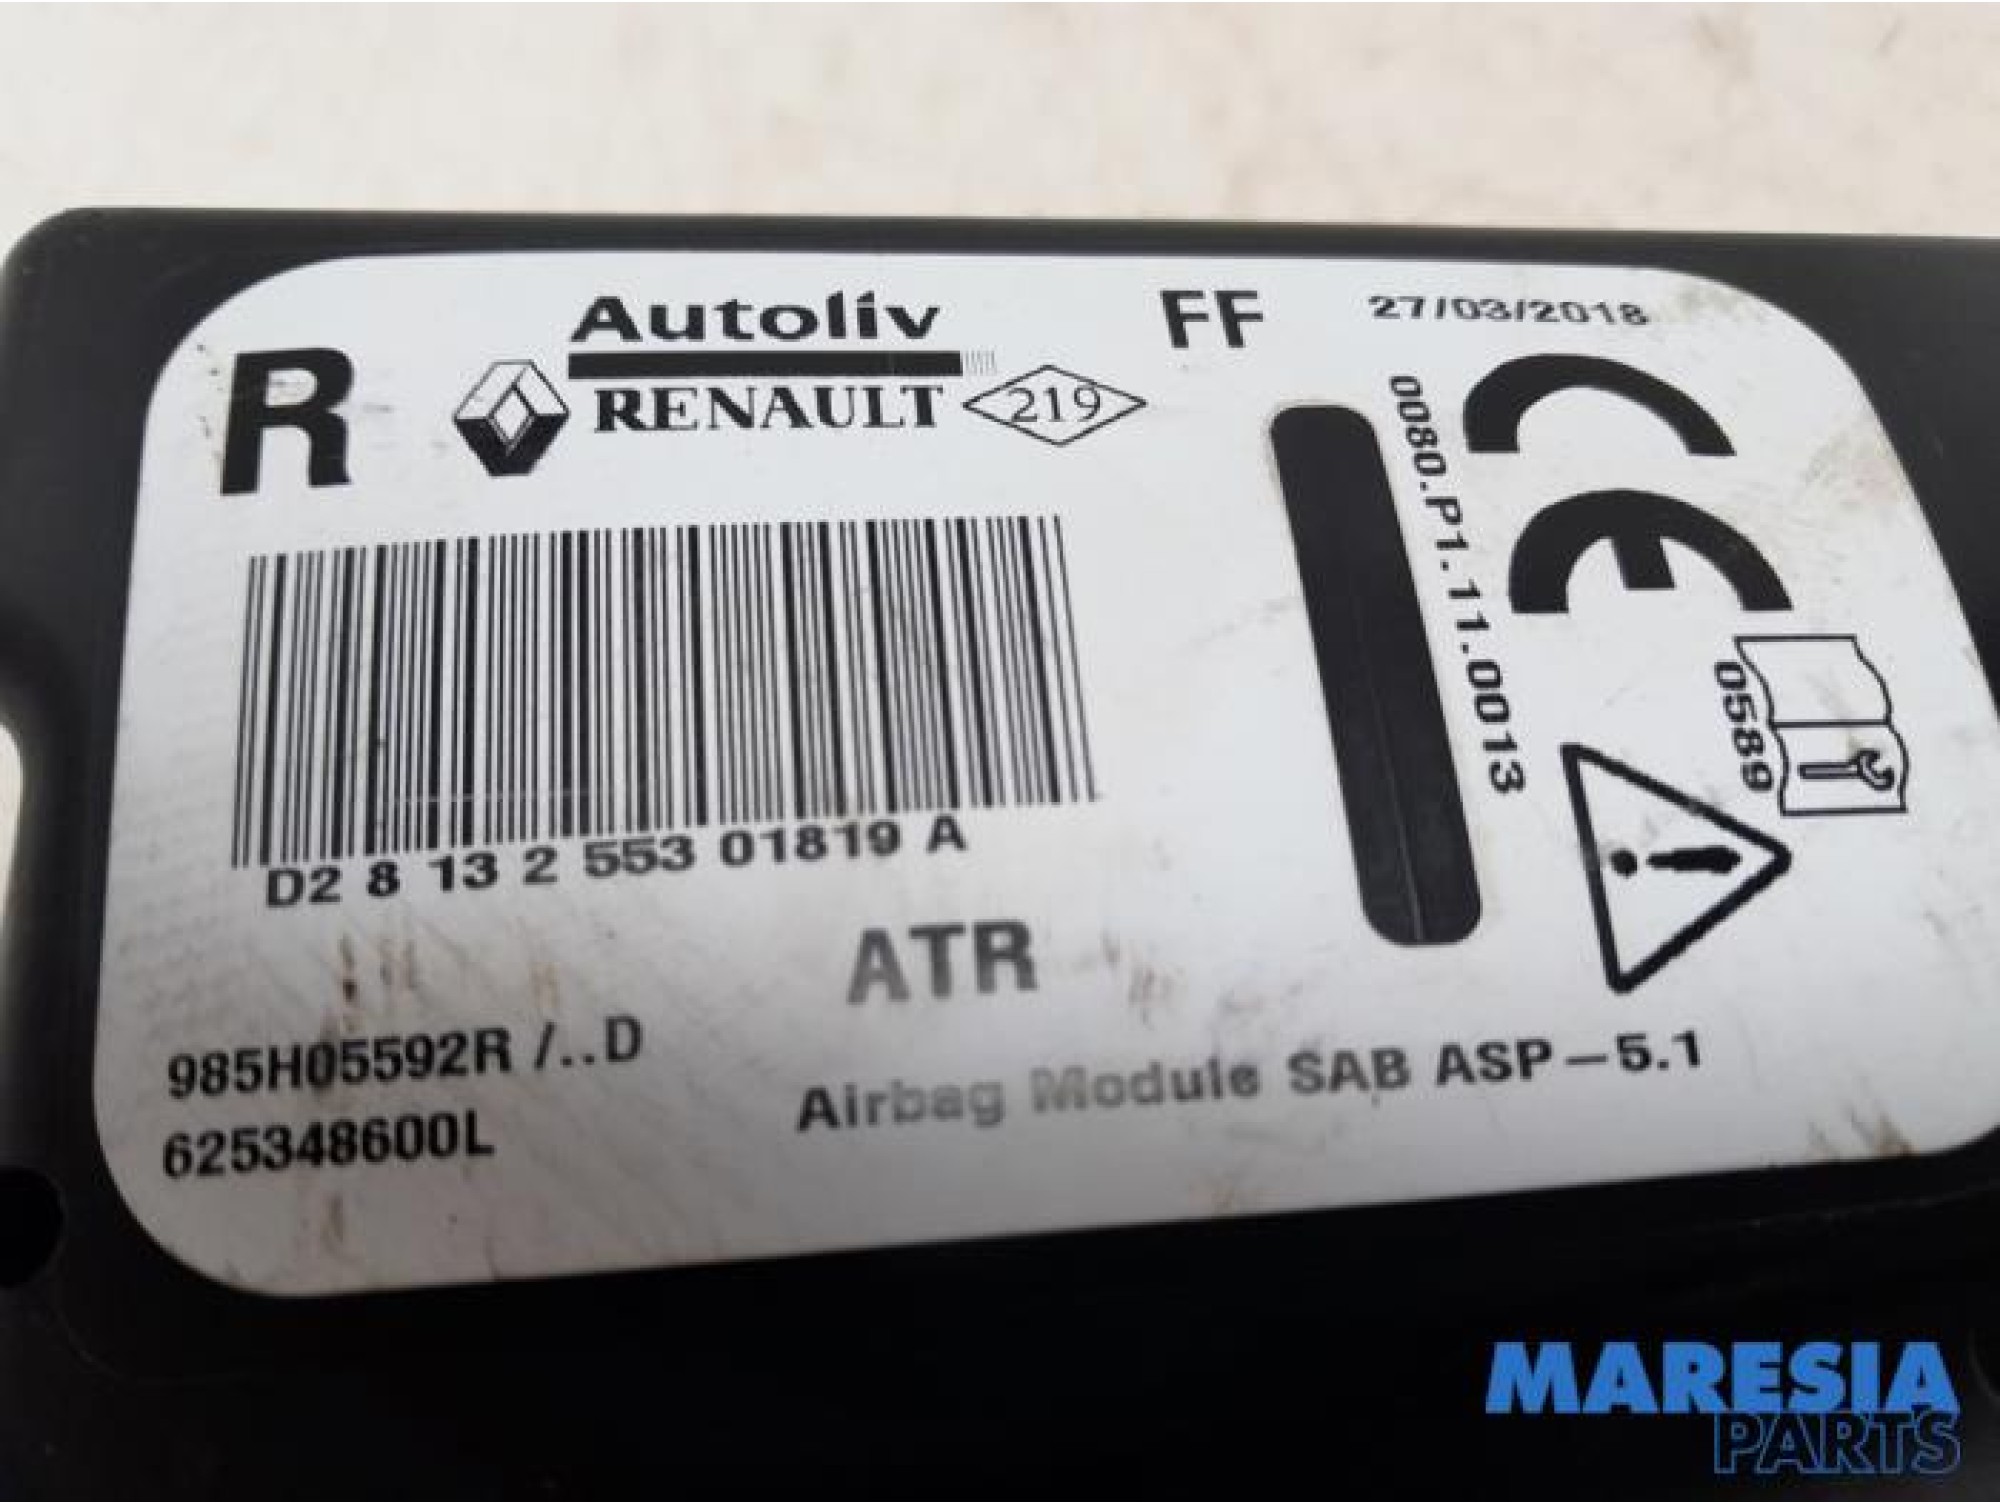 R
Autoliv
RENAULT
219
FF
27/03/2018
0080.P1.11.0013
CE
0589
D2 8 13 2 553 01819 A
ATR
985H05592R /..D
625348600L
Airbag Module SAB ASP-5.1
MARESIA
PARTS